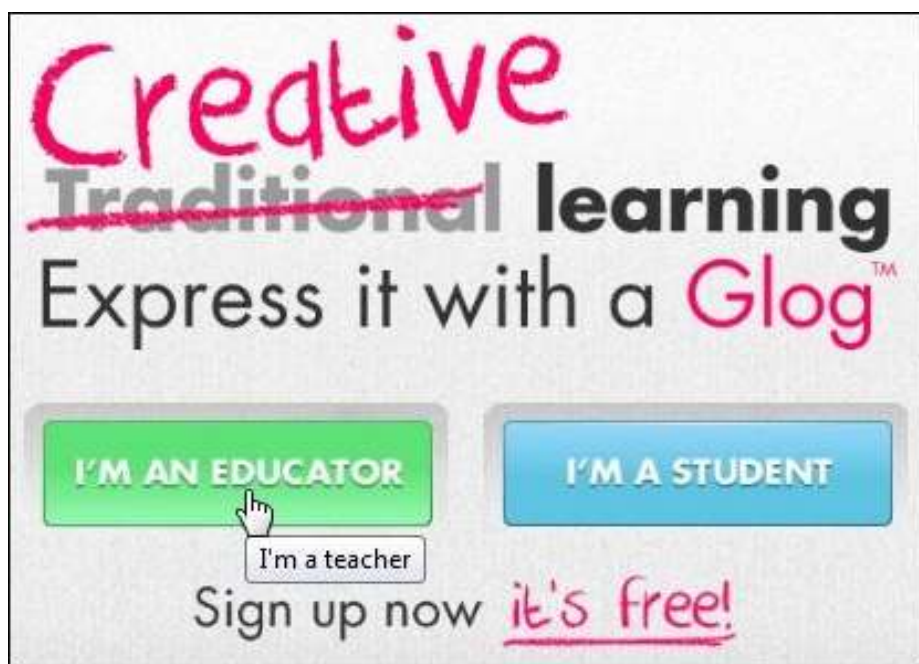 Creative
Traditional learning
Express it with a Glog™
I'M AN EDUCATOR
I'M A STUDENT
I'm a teacher
Sign up now it's free!